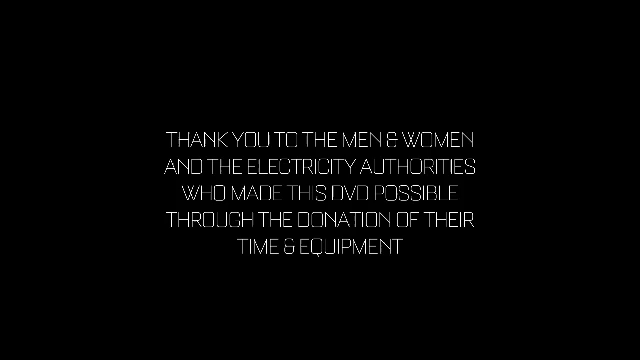 THANK YOU TO THE MEN & WOMEN
AND THE ELECTRICITY AUTHORITIES
WHO MADE THIS DVD POSSIBLE
THROUGH THE DONATION OF THEIR
TIME & EQUIPMENT